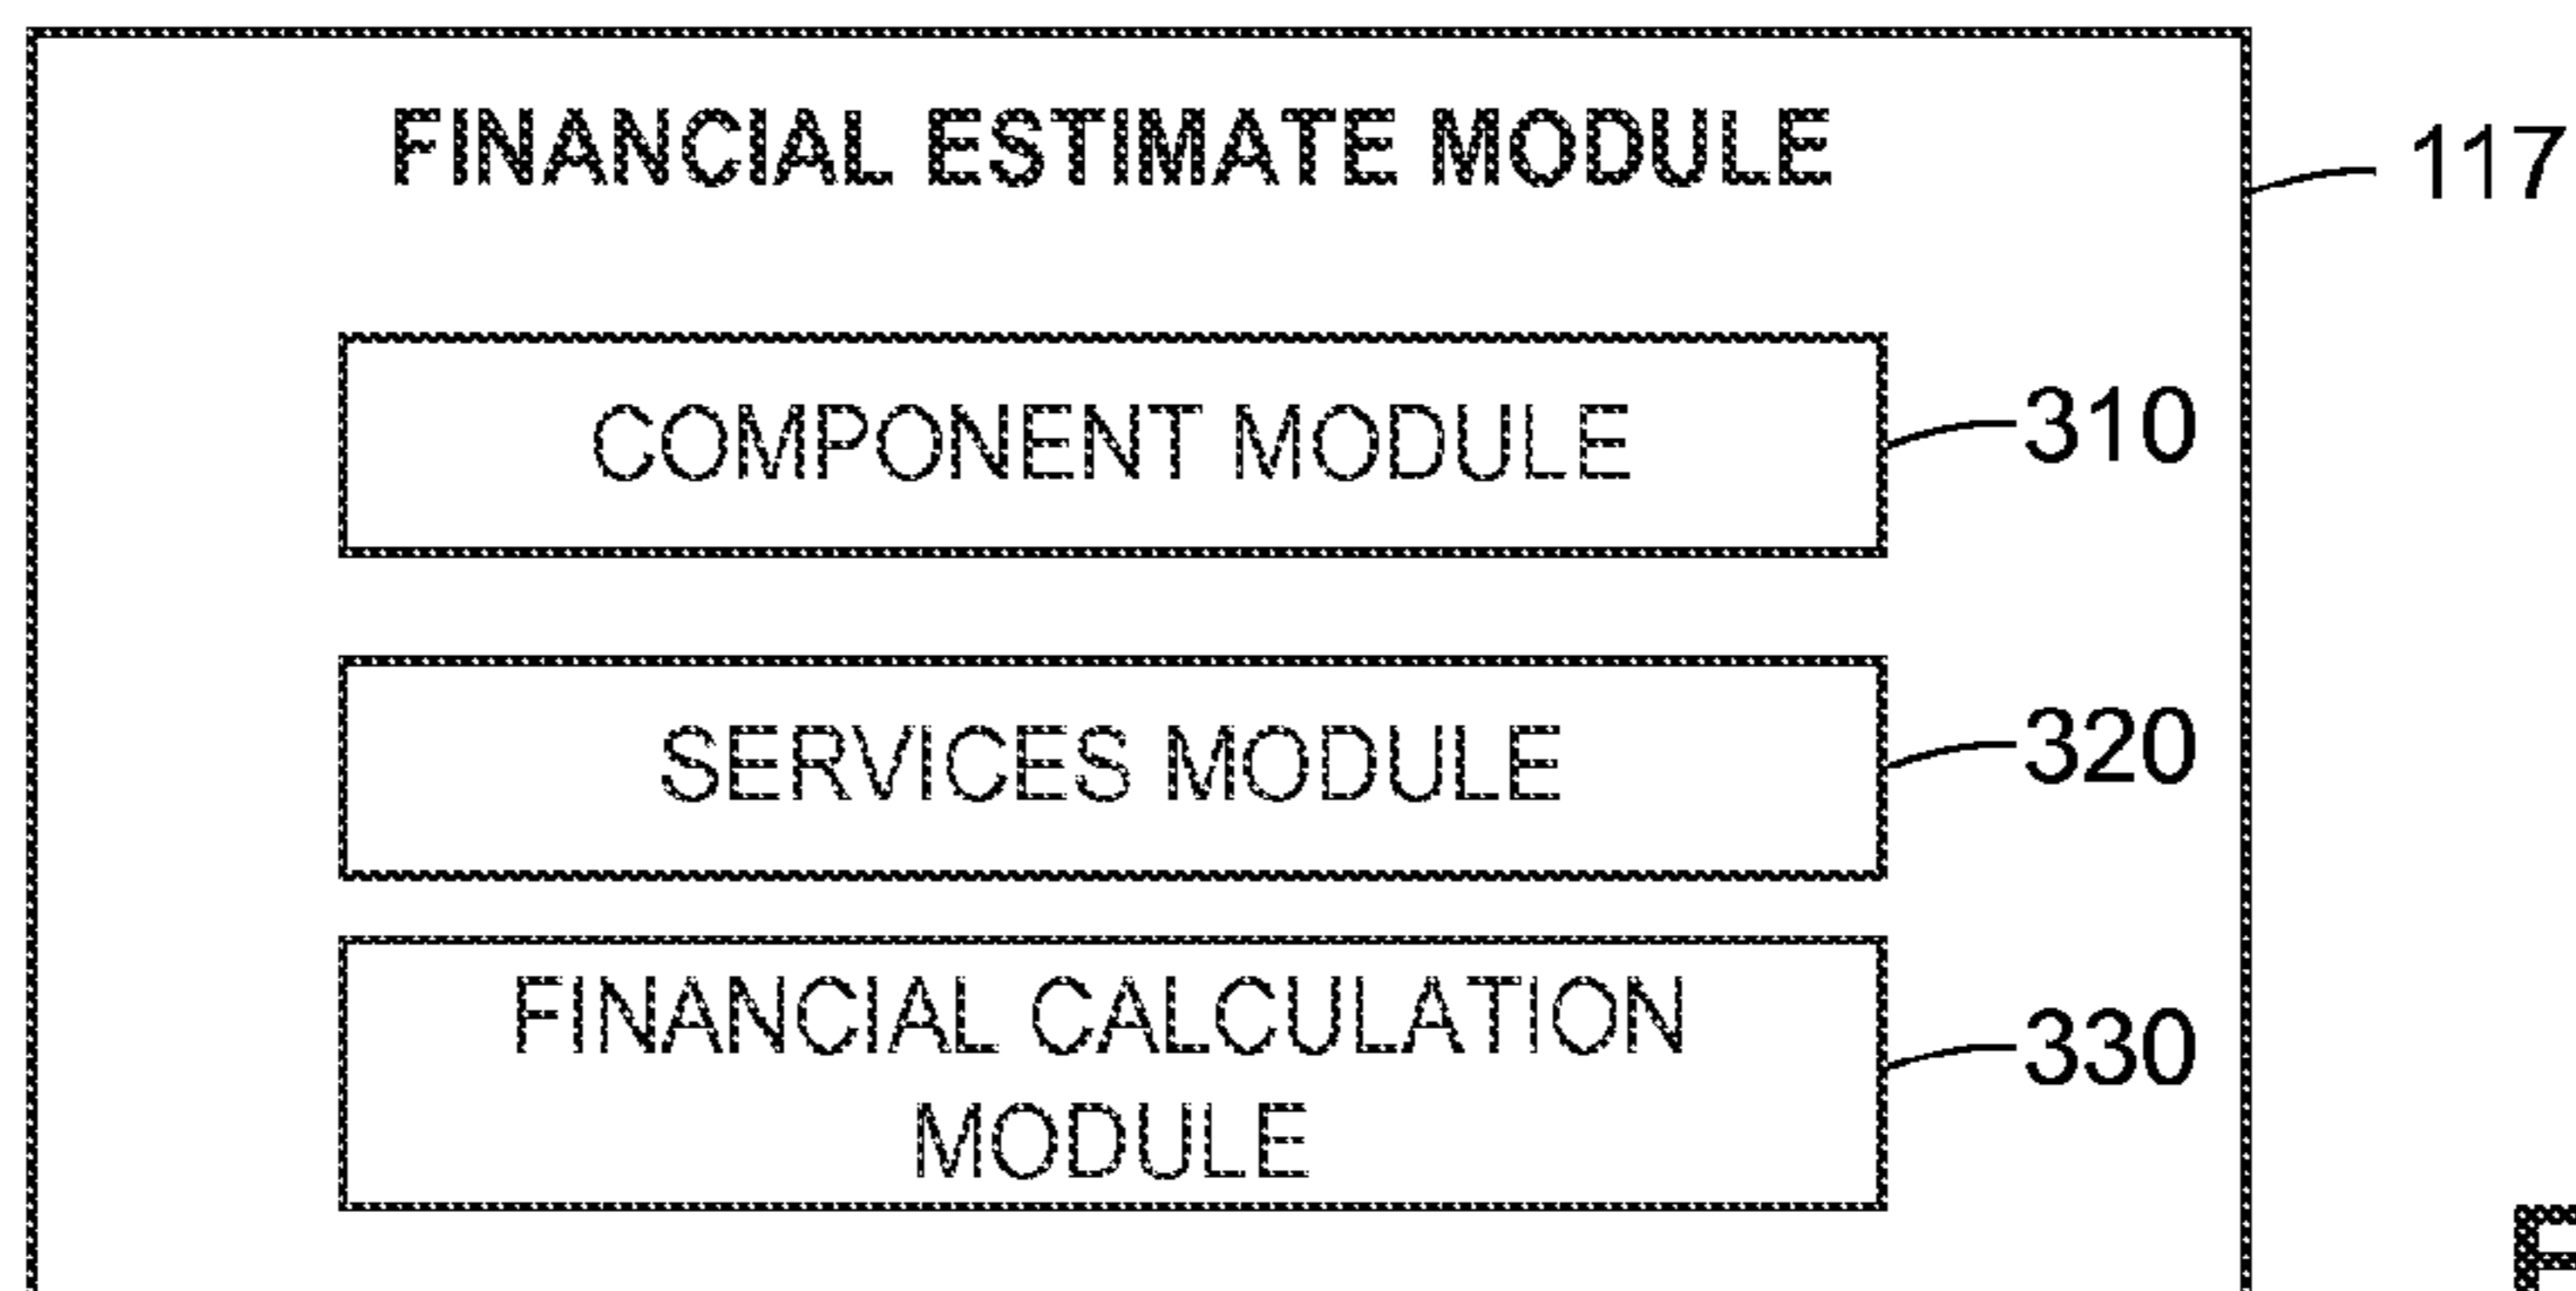 FINANCIAL ESTIMATE MODULE
117
COMPONENT MODULE
310
SERVICES MODULE
320
FINANCIAL CALCULATION
MODULE
330